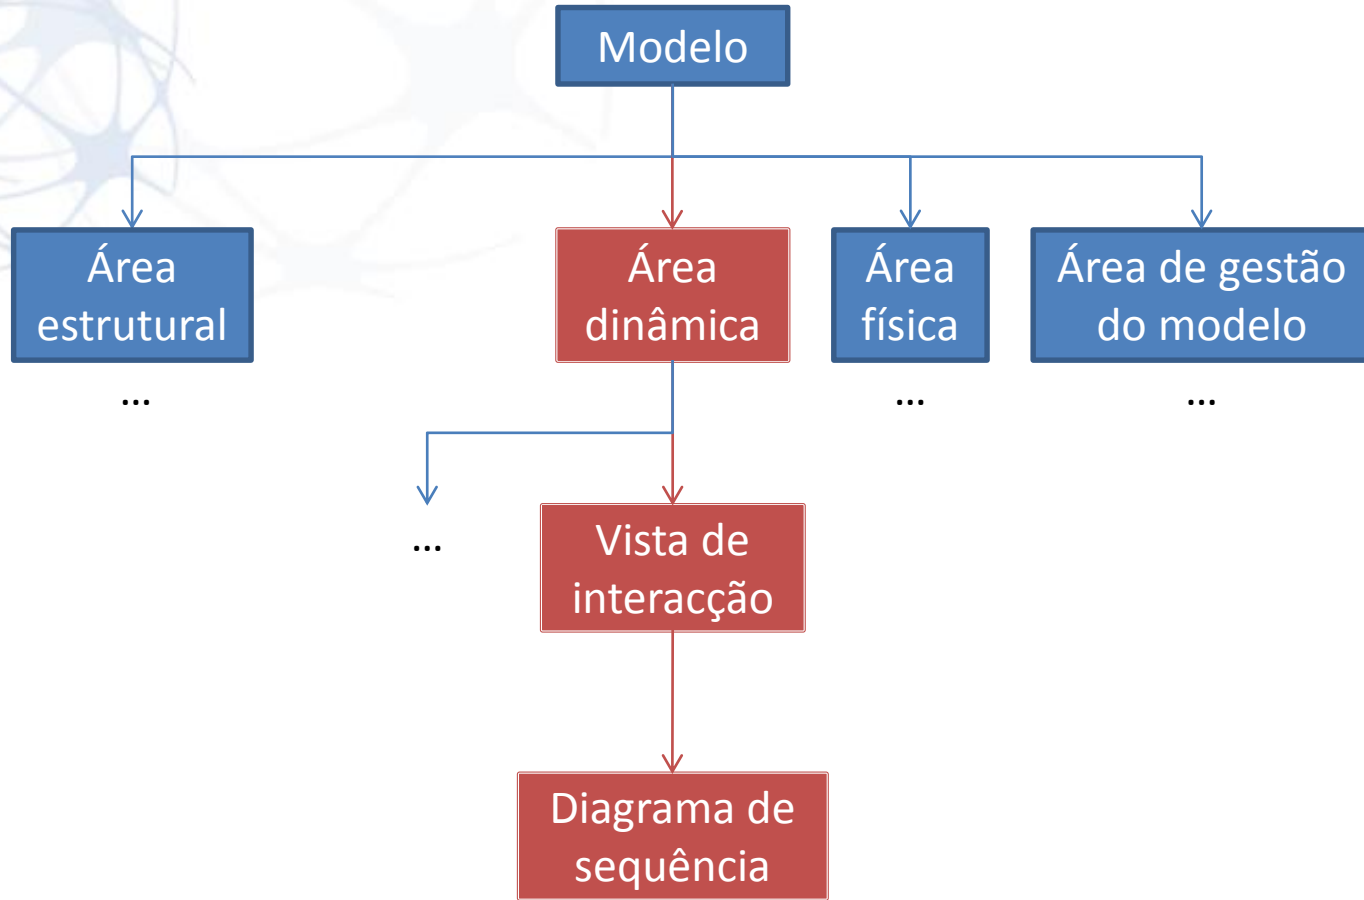 Modelo
Área
estrutural
Área
dinâmica
Área
física
Área de gestão
do modelo
...
...
...
...
Vista de
interacção
Diagrama de
sequência